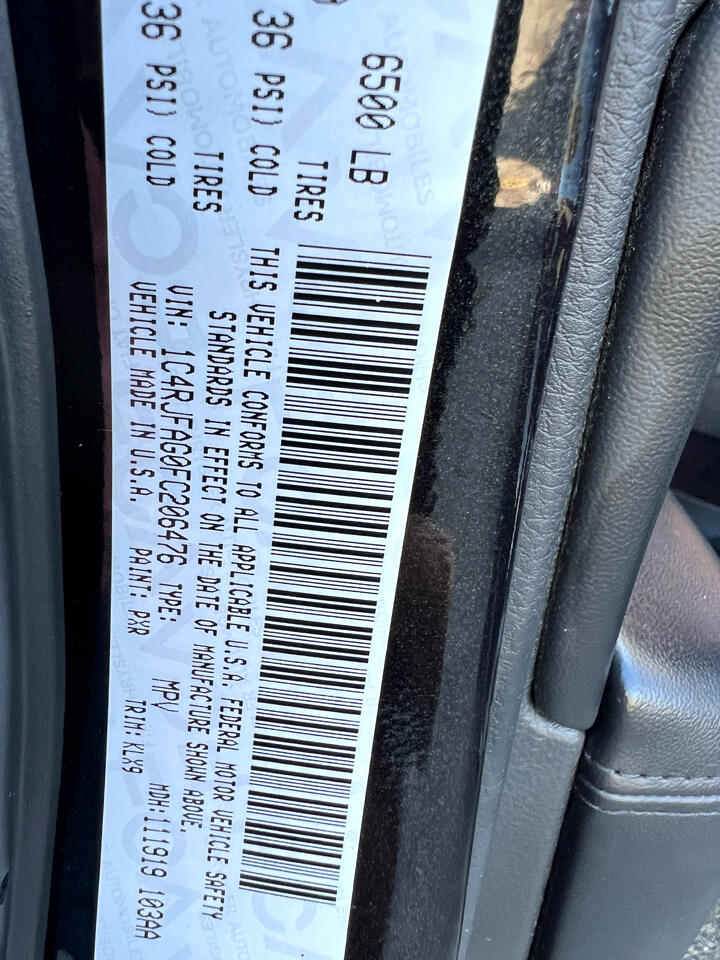 6500 LB
TIRES
36 PSI) COLD
TIRES
36 PSI) COLD
THIS VEHICLE CONFORMS TO ALL APPLICABLE U.S.A. FEDERAL MOTOR VEHICLE SAFETY
STANDARDS IN EFFECT ON THE DATE OF MANUFACTURE SHOWN ABOVE.
VIN: 1C4RJFAG0FC206476 TYPE: MPV
VEHICLE MADE IN U.S.A PAINT: PXR TRIM: KLX9 MDH: 111919 103AA